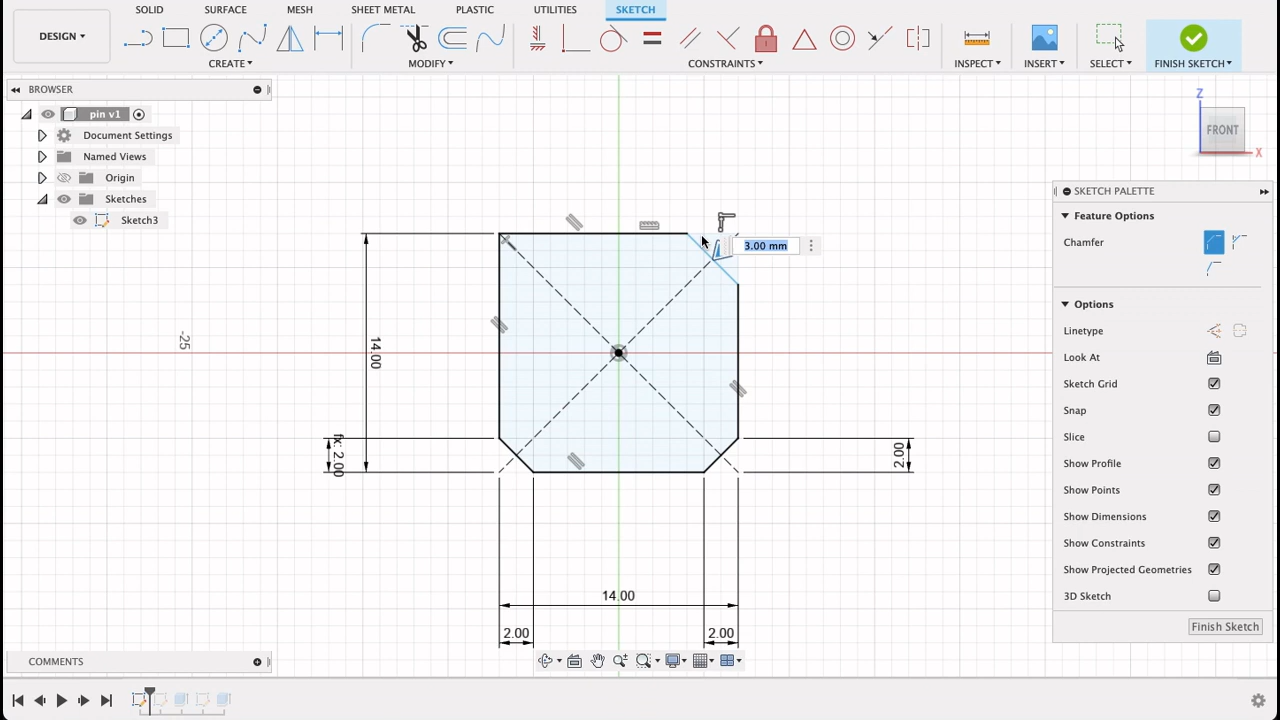 SOLID SURFACE MESH SHEET METAL PLASTIC UTILITIES SKETCH
DESIGN
CREATE MODIFY CONSTRAINTS INSPECT INSERT SELECT FINISH SKETCH
BROWSER
pin v1
Document Settings
Named Views
Origin
Sketches
Sketch3
Z
FRONT
X
SKETCH PALETTE
Feature Options
Chamfer
Options
Linetype
Look At
Sketch Grid
Snap
Slice
Show Profile
Show Points
Show Dimensions
Show Constraints
Show Projected Geometries
3D Sketch
Finish Sketch
3.00 mm
-25
14.00
fx: 2.00
2.00
14.00
2.00
2.00
COMMENTS